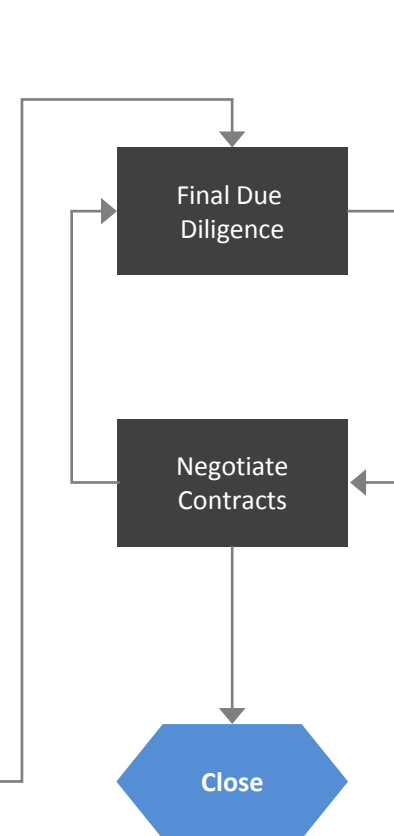 Final Due
Diligence
Negotiate
Contracts
Close